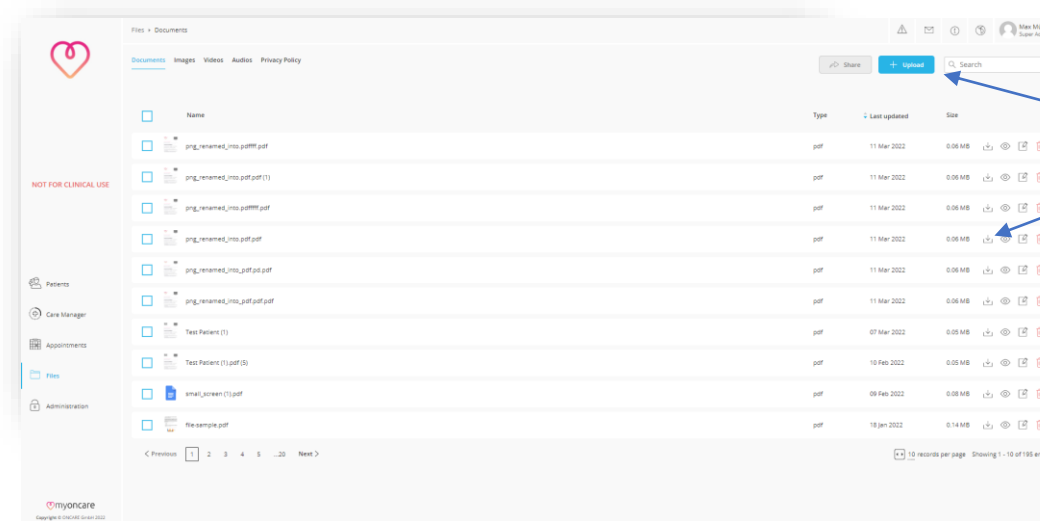 Files › Documents
Max Mü
Super Ad
Documents Images Videos Audios Privacy Policy
Share
+ Upload
Search
Name Type Last updated Size
png_renamed_into.pdfffff.pdf pdf 11 Mar 2022 0.06 MB
png_renamed_into.pdf.pdf (1) pdf 11 Mar 2022 0.06 MB
NOT FOR CLINICAL USE
png_renamed_into.pdfffff.pdf pdf 11 Mar 2022 0.06 MB
png_renamed_into.pdf.pdf pdf 11 Mar 2022 0.06 MB
png_renamed_into_pdf.pd.pdf pdf 11 Mar 2022 0.06 MB
Patients
png_renamed_into_pdf.pdf.pdf pdf 11 Mar 2022 0.06 MB
Care Manager
Test Patient (1) pdf 07 Mar 2022 0.05 MB
Appointments
Test Patient (1).pdf (5) pdf 10 Feb 2022 0.05 MB
Files
small_screen (1).pdf pdf 09 Feb 2022 0.08 MB
Administration
file-sample.pdf pdf 18 Jan 2022 0.14 MB
< Previous 1 2 3 4 5 ...20 Next >
10 records per page Showing 1 - 10 of 195 en
myoncare
Copyright © ONCARE GmbH 2022